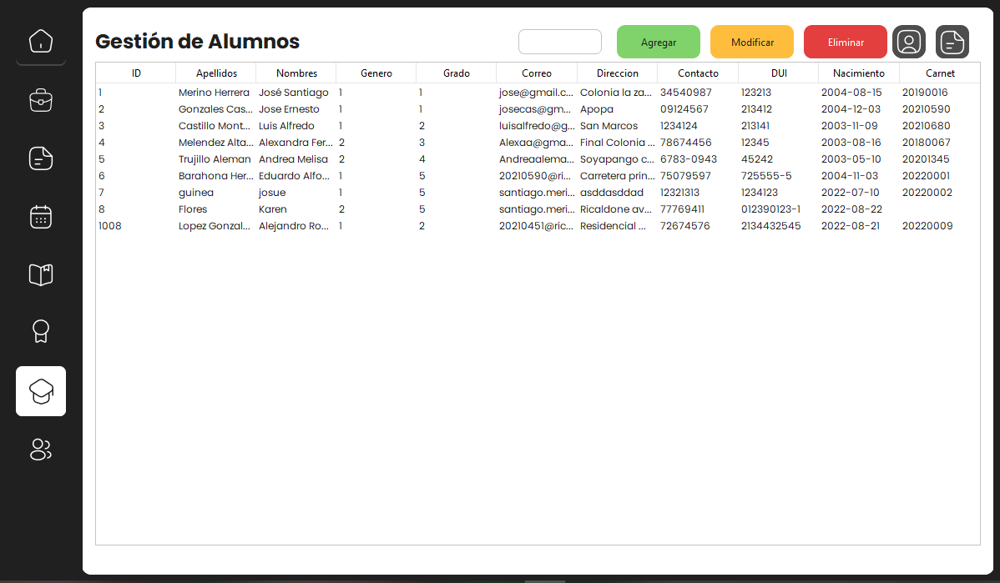 Gestión de Alumnos Agregar Modificar Eliminar
ID Apellidos Nombres Genero Grado Correo Direccion Contacto DUI Nacimiento Carnet
1 Merino Herrera José Santiago 1 1 jose@gmail.c... Colonia la za... 34540987 123213 2004-08-15 20190016
2 Gonzales Cas... Jose Ernesto 1 1 josecas@gm... Apopa 09124567 213412 2004-12-03 20210590
3 Castillo Mont... Luis Alfredo 1 2 luisalfredo@g... San Marcos 1234124 213141 2003-11-09 20210680
4 Melendez Alta... Alexandra Fer... 2 3 Alexaa@gma... Final Colonia ... 78674456 12345 2003-08-16 20180067
5 Trujillo Aleman Andrea Melisa 2 4 Andreaalema... Soyapango c... 6783-0943 45242 2003-05-10 20201345
6 Barahona Her... Eduardo Alfo... 1 5 20210590@ri... Carretera prin... 75079597 725555-5 2004-11-03 20220001
7 guinea josue 1 5 santiago.meri... asddasddad 12321313 1234123 2022-07-10 20220002
8 Flores Karen 2 5 santiago.meri... Ricaldone av... 77769411 012390123-1 2022-08-22
1008 Lopez Gonzal... Alejandro Ro... 1 2 20210451@ric... Residencial ... 72674576 2134432545 2022-08-21 20220009